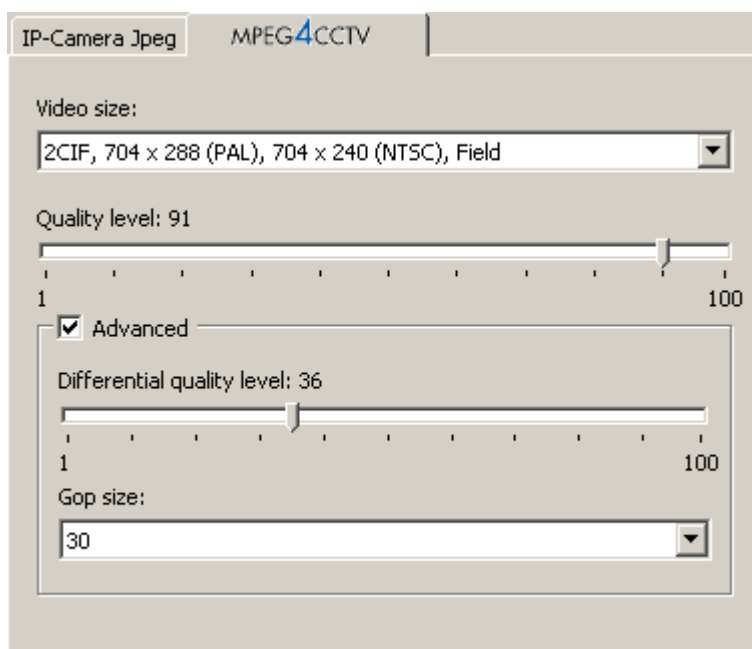 IP-Camera Jpeg MPEG4CCTV
Video size:
2CIF, 704 x 288 (PAL), 704 x 240 (NTSC), Field
Quality level: 91
1 100
Advanced
Differential quality level: 36
1 100
Gop size:
30